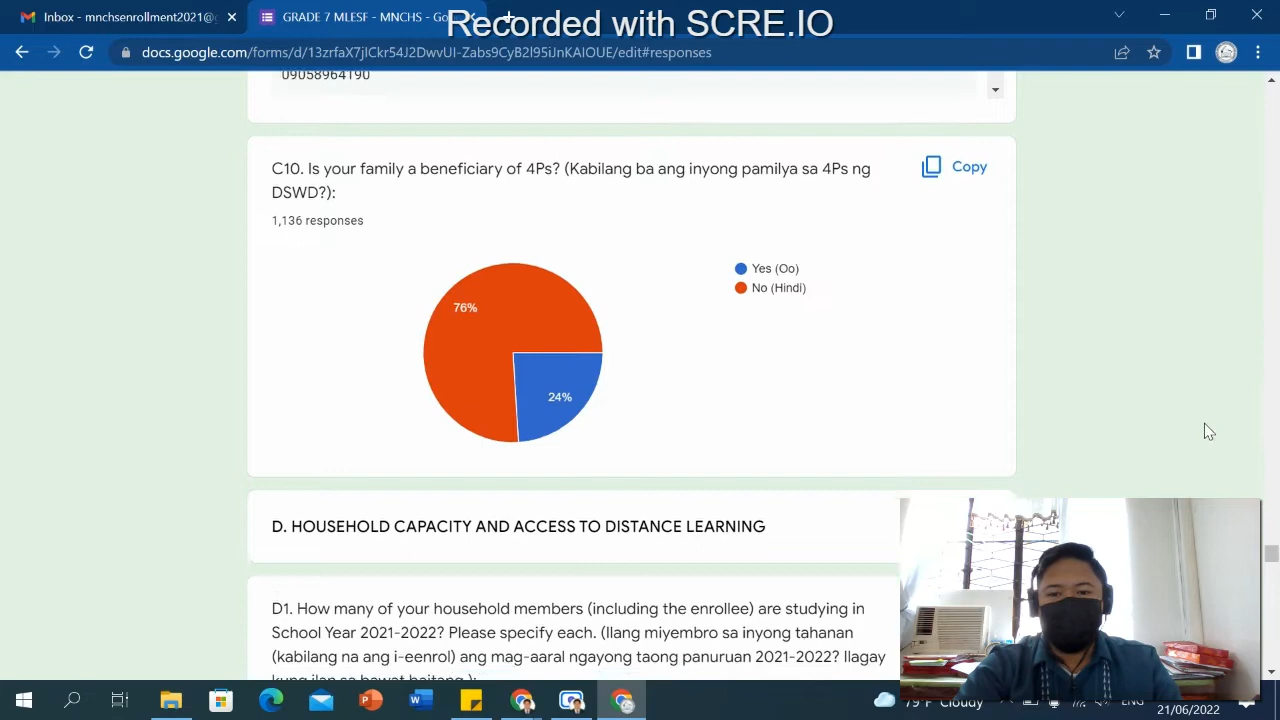 Inbox - mnchsenrollment2021@
GRADE 7 MLESF - MNCHS - Go
Recorded with SCRE.IO
docs.google.com/forms/d/13zrfaX7jlCkr54J2DwvUI-Zabs9CyB2I95iJnKAIOUE/edit#responses
09058964190
C10. Is your family a beneficiary of 4Ps? (Kabilang ba ang inyong pamilya sa 4Ps ng
DSWD?):
Copy
1,136 responses
Yes (Oo)
No (Hindi)
76%
24%
D. HOUSEHOLD CAPACITY AND ACCESS TO DISTANCE LEARNING
D1. How many of your household members (including the enrollee) are studying in
School Year 2021-2022? Please specify each. (Ilang miyembro sa inyong tahanan
(kabilang na ang i-eenrol) ang mag-aaral ngayong taong panuruan 2021-2022? Ilagay
kung ilan sa bawat baitang.):
79°F Cloudy
ENG
21/06/2022